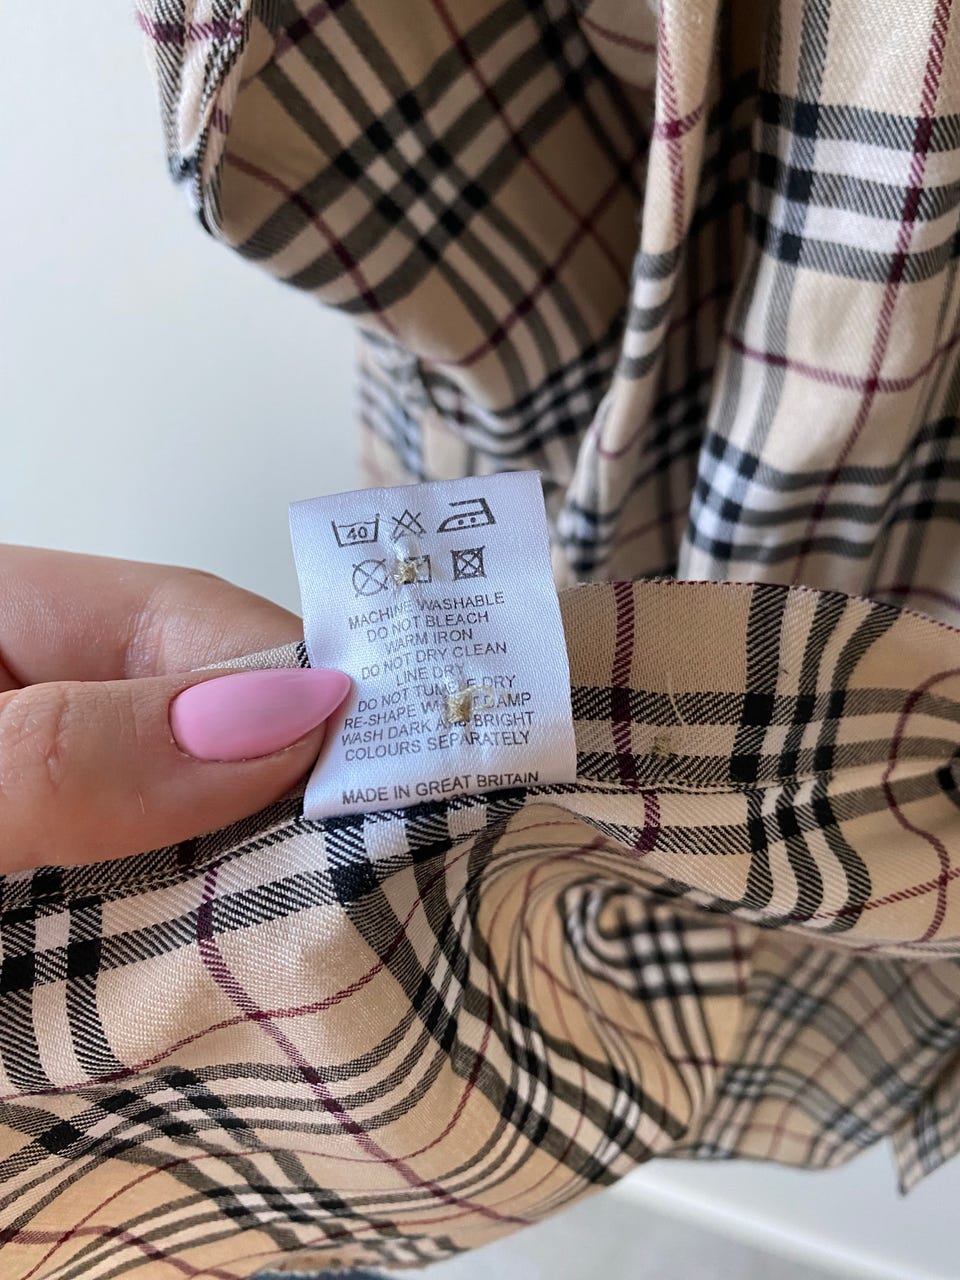 40
MACHINE WASHABLE
DO NOT BLEACH
WARM IRON
DO NOT DRY CLEAN
LINE DRY
DO NOT TUMBLE DRY
RE-SHAPE DAMP
WASH DARK AND BRIGHT
COLOURS SEPARATELY
MADE IN GREAT BRITAIN